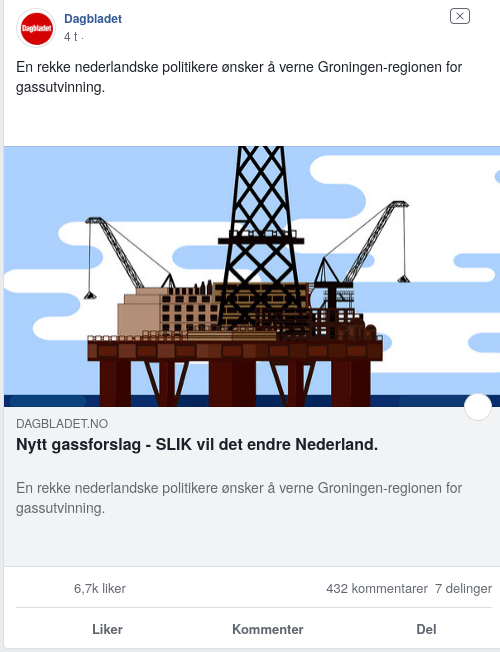 Dagbladet
Dagbladet
4 t ·
En rekke nederlandske politikere ønsker å verne Groningen-regionen for
gassutvinning.
DAGBLADET.NO
Nytt gassforslag - SLIK vil det endre Nederland.
En rekke nederlandske politikere ønsker å verne Groningen-regionen for
gassutvinning.
6,7k liker 432 kommentarer 7 delinger
Liker Kommenter Del